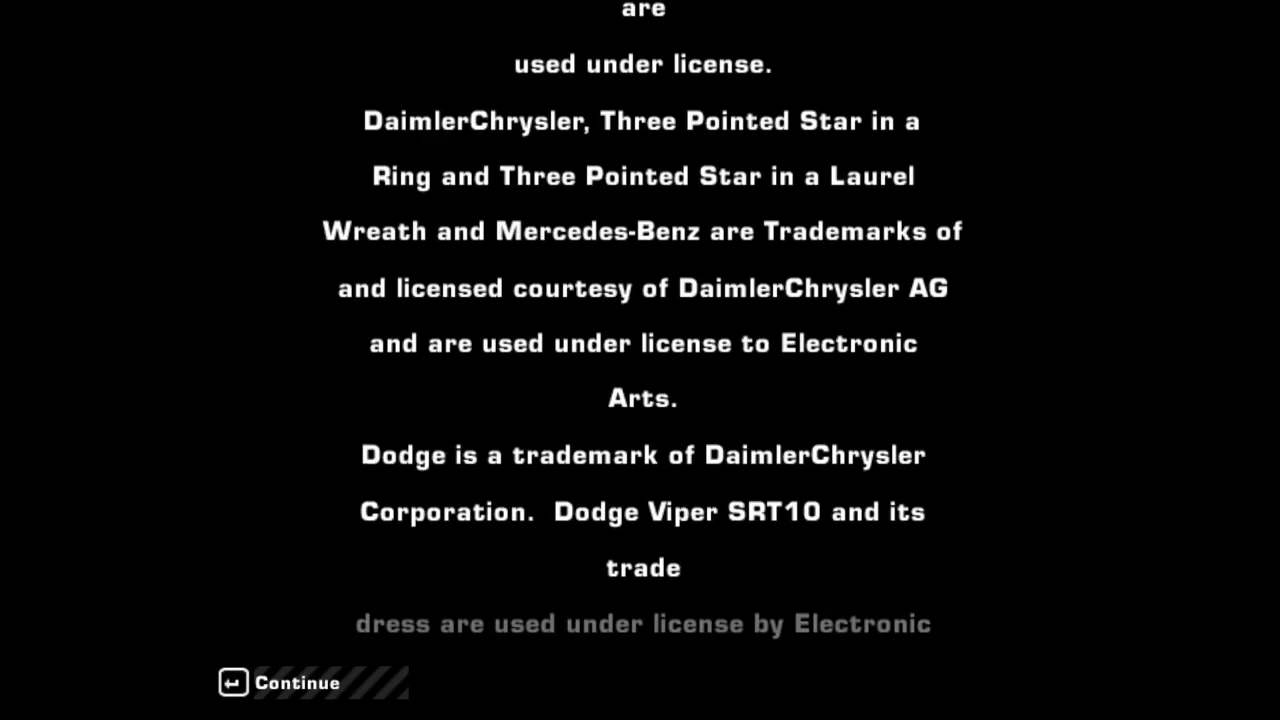 are
used under license.
DaimlerChrysler, Three Pointed Star in a
Ring and Three Pointed Star in a Laurel
Wreath and Mercedes-Benz are Trademarks of
and licensed courtesy of DaimlerChrysler AG
and are used under license to Electronic
Arts.
Dodge is a trademark of DaimlerChrysler
Corporation.  Dodge Viper SRT10 and its
trade
dress are used under license by Electronic
Continue